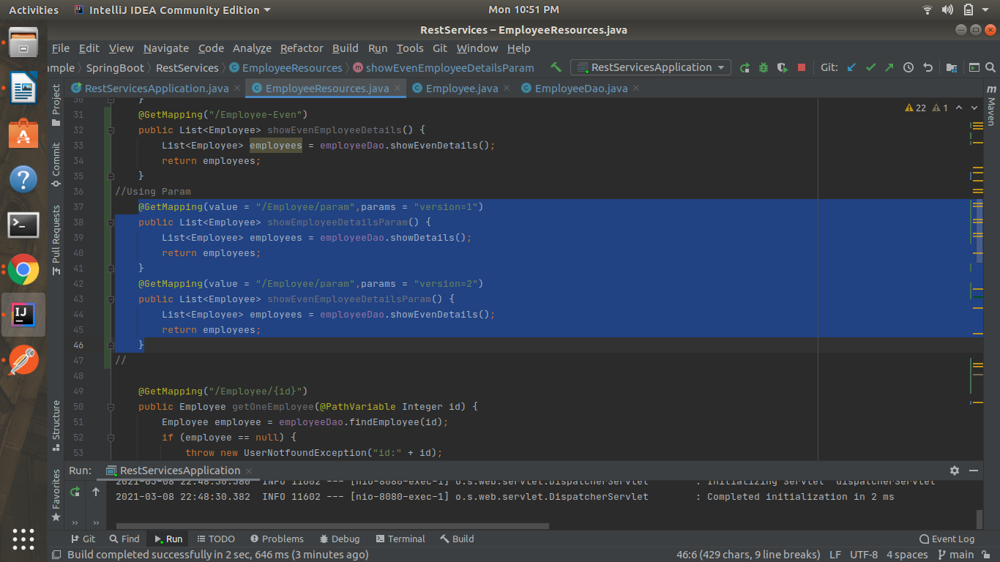 Activities IntelliJ IDEA Community Edition Mon 10:51 PM
RestServices – EmployeeResources.java
File Edit View Navigate Code Analyze Refactor Build Run Tools Git Window Help
ample SpringBoot RestServices EmployeeResources showEvenEmployeeDetailsParam RestServicesApplication Git:
RestServicesApplication.java EmployeeResources.java Employee.java EmployeeDao.java
Project
Commit
Pull Requests
Structure
Favorites
Maven
22 1
30 }
31 @GetMapping("/Employee-Even")
32 public List<Employee> showEvenEmployeeDetails() {
33 List<Employee> employees = employeeDao.showEvenDetails();
34 return employees;
35 }
36 //Using Param
37 @GetMapping(value = "/Employee/param",params = "version=1")
38 public List<Employee> showEmployeeDetailsParam() {
39 List<Employee> employees = employeeDao.showDetails();
40 return employees;
41 }
42 @GetMapping(value = "/Employee/param",params = "version=2")
43 public List<Employee> showEvenEmployeeDetailsParam() {
44 List<Employee> employees = employeeDao.showEvenDetails();
45 return employees;
46 }
47 //
48
49 @GetMapping("/Employee/{id}")
50 public Employee getOneEmployee(@PathVariable Integer id) {
51 Employee employee = employeeDao.findEmployee(id);
52 if (employee == null) {
53 throw new UserNotfoundException("id:" + id);
Run: RestServicesApplication
2021-03-08 22:48:30.380 INFO 11602 --- [nio-8080-exec-1] o.s.web.servlet.DispatcherServlet : Initializing Servlet 'dispatcherServlet'
2021-03-08 22:48:30.382 INFO 11602 --- [nio-8080-exec-1] o.s.web.servlet.DispatcherServlet : Completed initialization in 2 ms
Git Find Run TODO Problems Debug Terminal Build Event Log
Build completed successfully in 2 sec, 646 ms (3 minutes ago) 46:6 (429 chars, 9 line breaks) LF UTF-8 4 spaces main